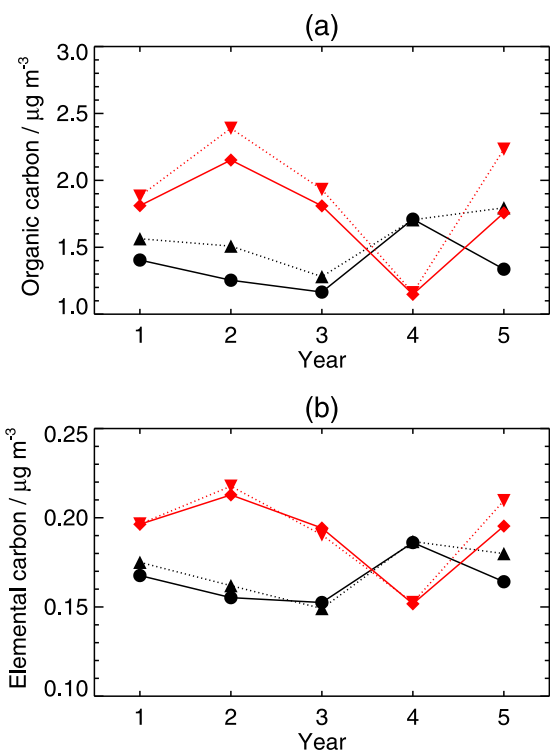 (a)
Organic carbon / μg m⁻³
3.0
2.5
2.0
1.5
1.0
1 2 3 4 5
Year
(b)
Elemental carbon / μg m⁻³
0.25
0.20
0.15
0.10
1 2 3 4 5
Year